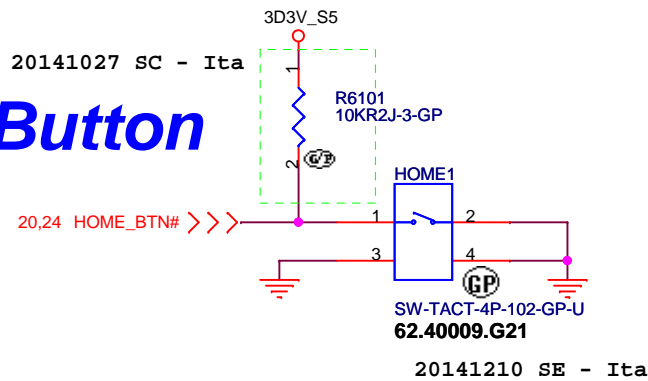 3D3V_S5
20141027 SC - Ita
1
R6101
10KR2J-3-GP
Button
2
G/P
HOME1
20,24 HOME_BTN#
1
2
3
4
GP
SW-TACT-4P-102-GP-U
62.40009.G21
20141210 SE - Ita